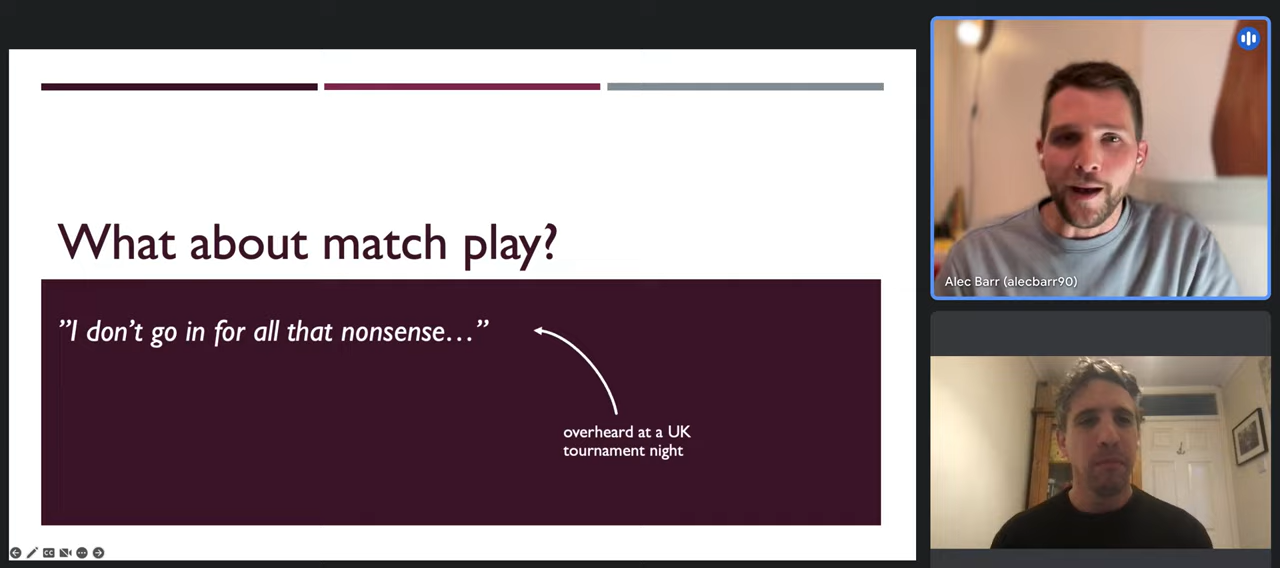 What about match play?
”I don’t go in for all that nonsense…”
overheard at a UK
tournament night
Alec Barr (alecbarr90)